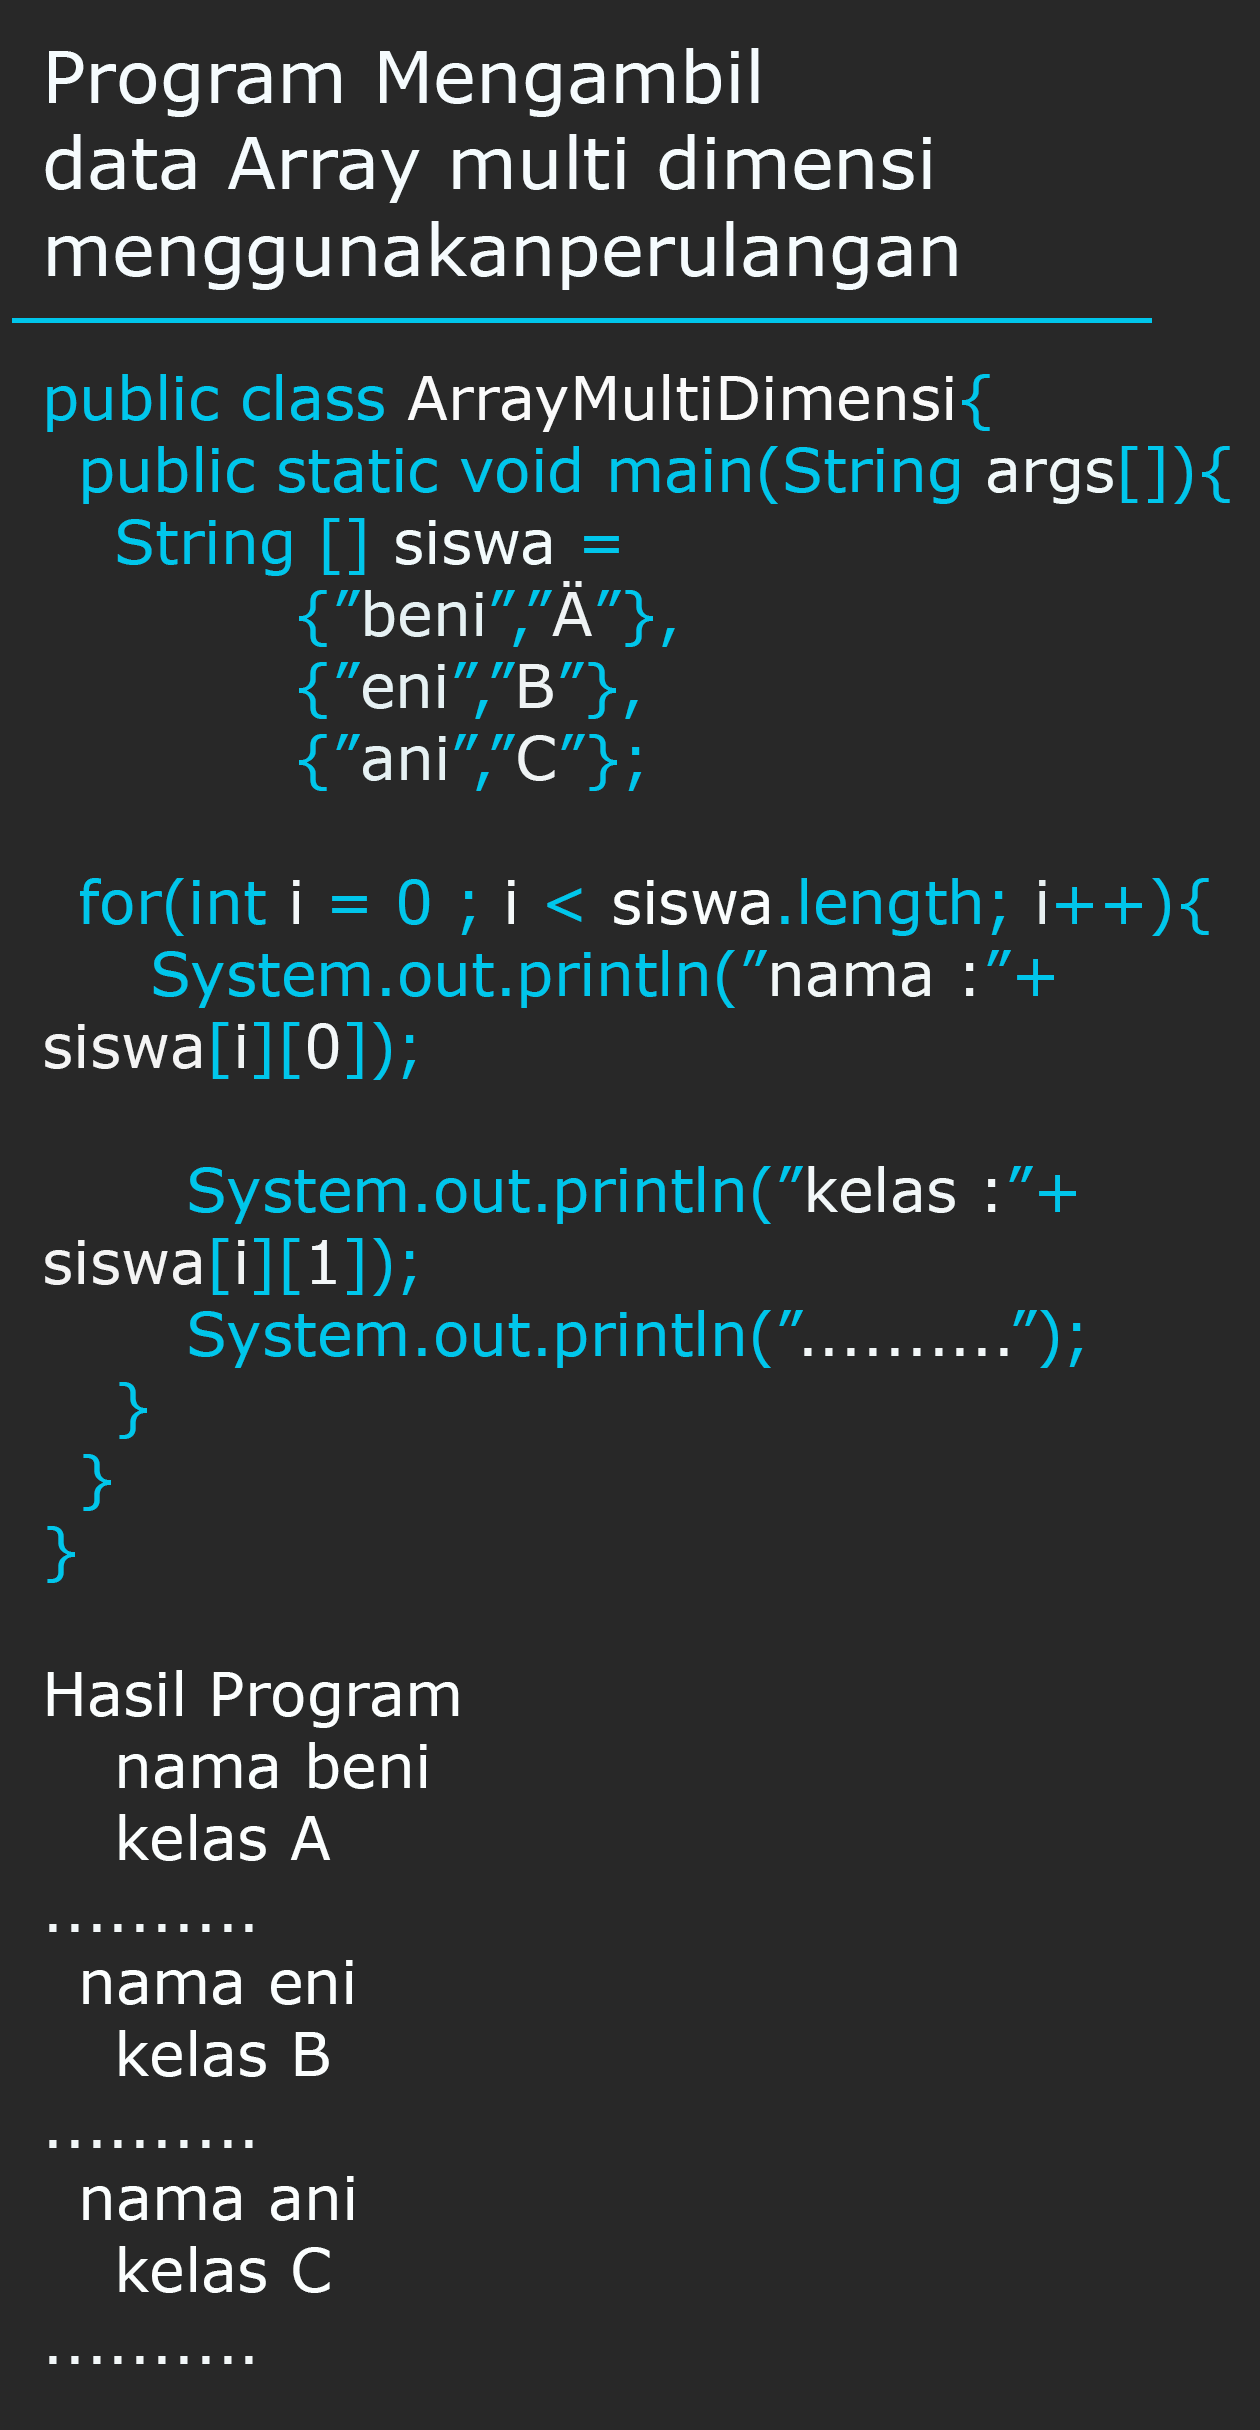 Program Mengambil
data Array multi dimensi
menggunakanperulangan
public class ArrayMultiDimensi{
public static void main(String args[]){
String [] siswa =
{”beni”,”Ä”},
{”eni”,”B”},
{”ani”,”C”};
for(int i = 0 ; i < siswa.length; i++){
System.out.println(”nama :”+
siswa[i][0]);
System.out.println(”kelas :”+
siswa[i][1]);
System.out.println(”..........”);
}
}
}
Hasil Program
nama beni
kelas A
..........
nama eni
kelas B
..........
nama ani
kelas C
..........